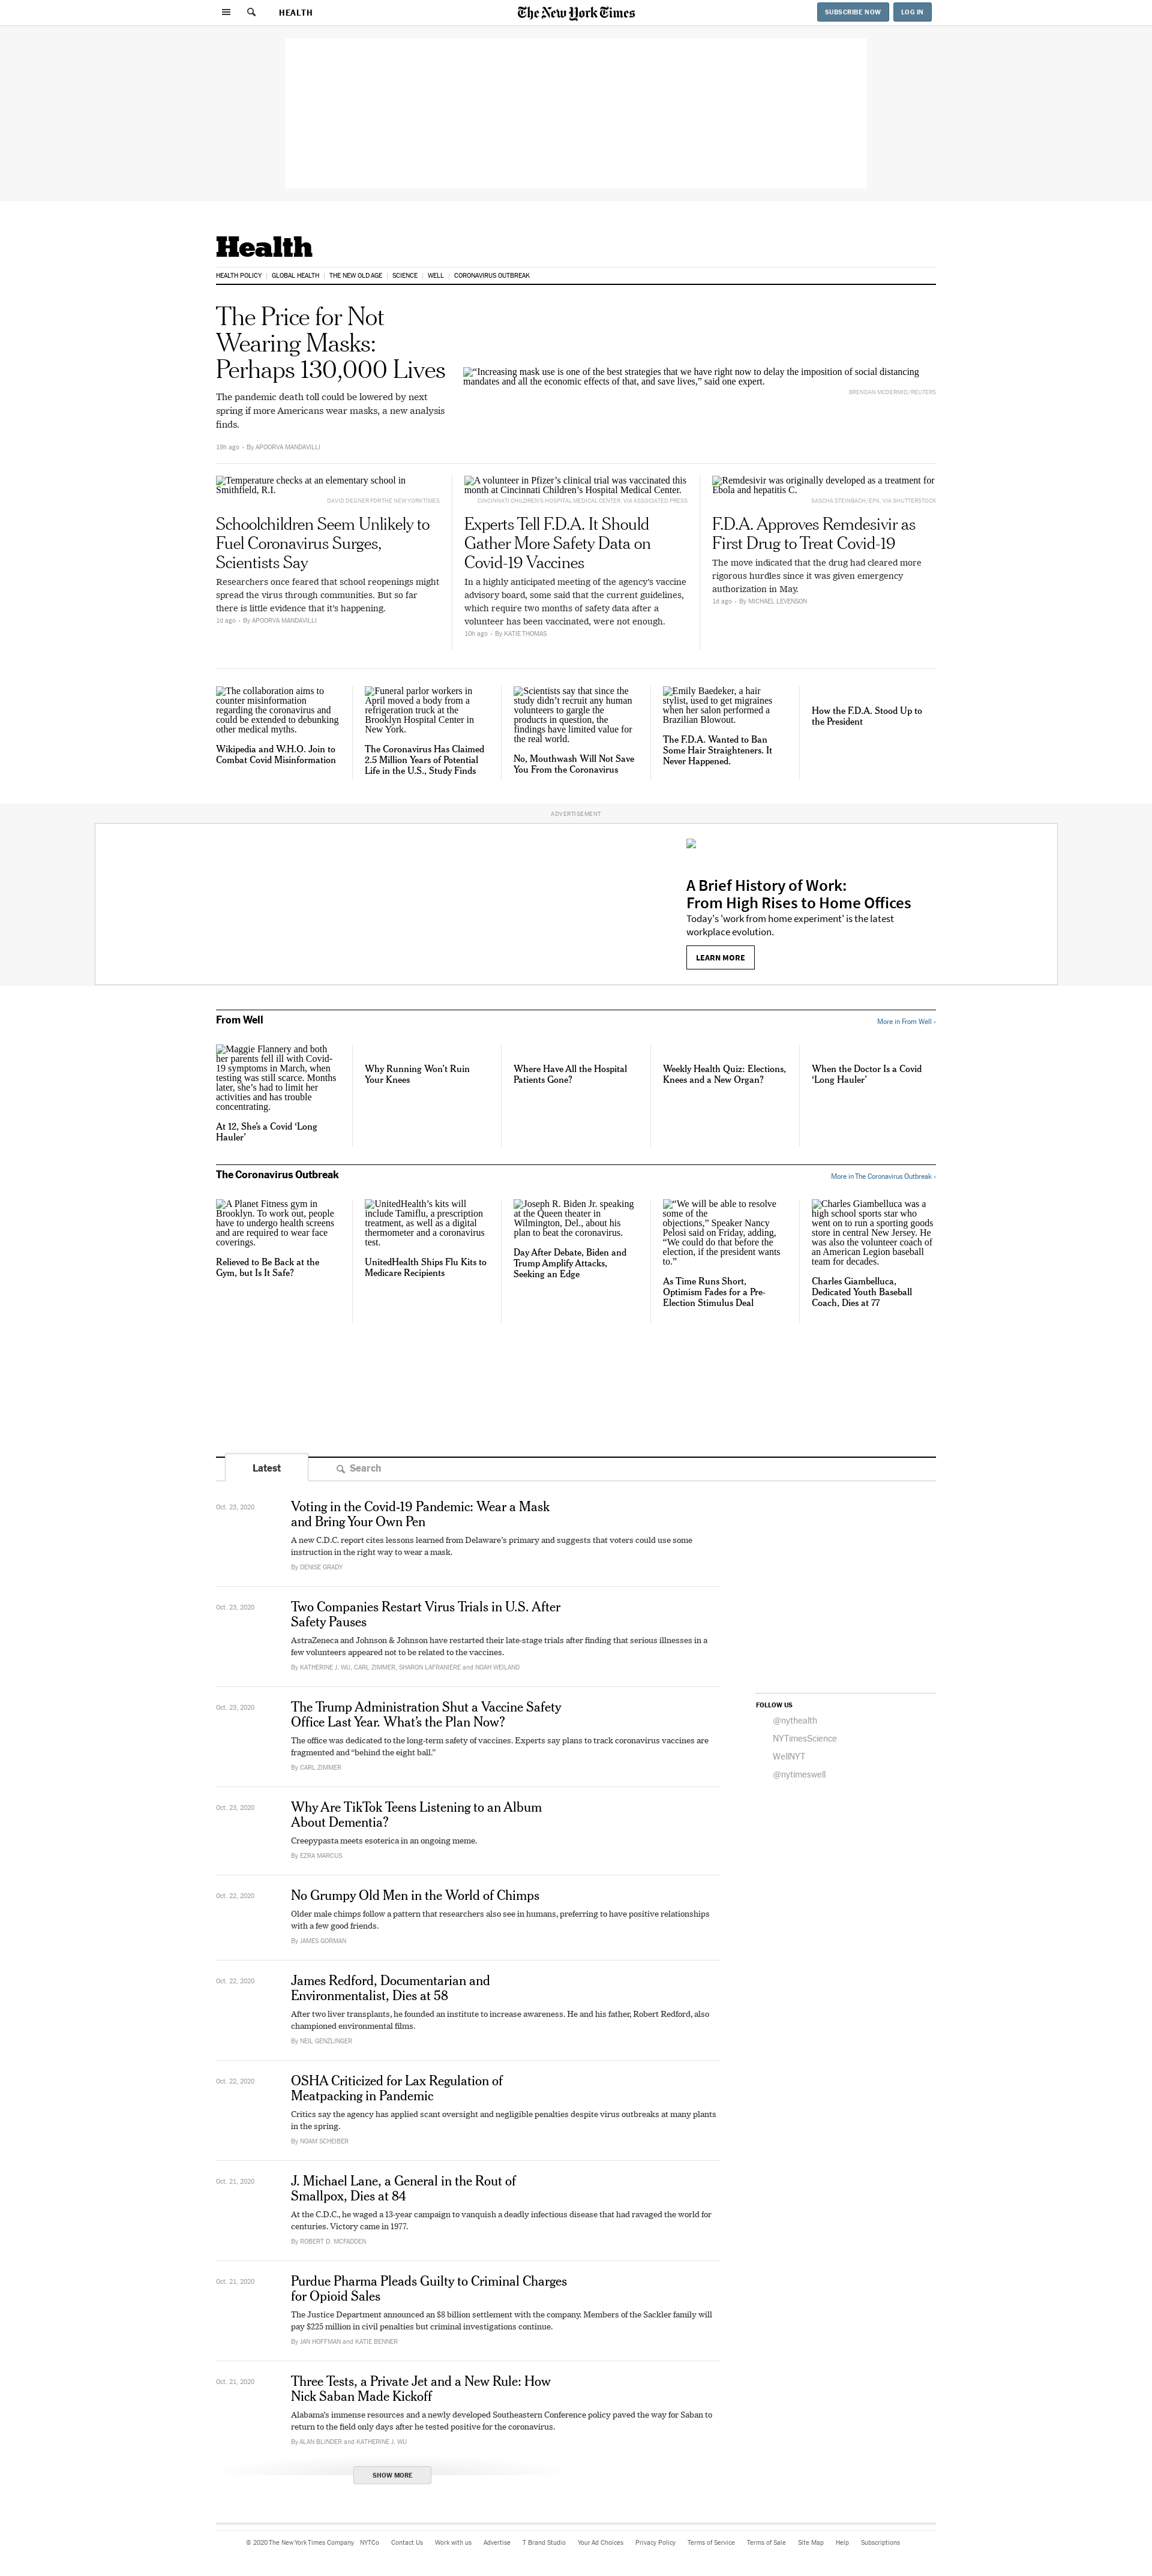 HEALTH
The New York Times
SUBSCRIBE NOW
LOG IN
Health
HEALTH POLICY
GLOBAL HEALTH
THE NEW OLD AGE
SCIENCE
WELL
CORONAVIRUS OUTBREAK
The Price for Not
Wearing Masks:
Perhaps 130,000 Lives
The pandemic death toll could be lowered by next
spring if more Americans wear masks, a new analysis
finds.
19h ago • By APOORVA MANDAVILLI
“Increasing mask use is one of the best strategies that we have right now to delay the imposition of social distancing
mandates and all the economic effects of that, and save lives,” said one expert.
BRENDAN MCDERMID/REUTERS
Temperature checks at an elementary school in
Smithfield, R.I.
DAVID DEGNER FOR THE NEW YORK TIMES
Schoolchildren Seem Unlikely to
Fuel Coronavirus Surges,
Scientists Say
Researchers once feared that school reopenings might
spread the virus through communities. But so far
there is little evidence that it’s happening.
1d ago • By APOORVA MANDAVILLI
A volunteer in Pfizer’s clinical trial was vaccinated this
month at Cincinnati Children’s Hospital Medical Center.
CINCINNATI CHILDREN'S HOSPITAL MEDICAL CENTER, VIA ASSOCIATED PRESS
Experts Tell F.D.A. It Should
Gather More Safety Data on
Covid-19 Vaccines
In a highly anticipated meeting of the agency’s vaccine
advisory board, some said that the current guidelines,
which require two months of safety data after a
volunteer has been vaccinated, were not enough.
10h ago • By KATIE THOMAS
Remdesivir was originally developed as a treatment for
Ebola and hepatitis C.
SASCHA STEINBACH/EPA, VIA SHUTTERSTOCK
F.D.A. Approves Remdesivir as
First Drug to Treat Covid-19
The move indicated that the drug had cleared more
rigorous hurdles since it was given emergency
authorization in May.
1d ago • By MICHAEL LEVENSON
The collaboration aims to
counter misinformation
regarding the coronavirus and
could be extended to debunking
other medical myths.
Wikipedia and W.H.O. Join to
Combat Covid Misinformation
Funeral parlor workers in
April moved a body from a
refrigeration truck at the
Brooklyn Hospital Center in
New York.
The Coronavirus Has Claimed
2.5 Million Years of Potential
Life in the U.S., Study Finds
Scientists say that since the
study didn’t recruit any human
volunteers to gargle the
products in question, the
findings have limited value for
the real world.
No, Mouthwash Will Not Save
You From the Coronavirus
Emily Baedeker, a hair
stylist, used to get migraines
when her salon performed a
Brazilian Blowout.
The F.D.A. Wanted to Ban
Some Hair Straighteners. It
Never Happened.
How the F.D.A. Stood Up to
the President
ADVERTISEMENT
A Brief History of Work:
From High Rises to Home Offices
Today's 'work from home experiment' is the latest
workplace evolution.
LEARN MORE
From Well
More in From Well ›
Maggie Flannery and both
her parents fell ill with Covid-
19 symptoms in March, when
testing was still scarce. Months
later, she’s had to limit her
activities and has trouble
concentrating.
At 12, She’s a Covid ‘Long
Hauler’
Why Running Won’t Ruin
Your Knees
Where Have All the Hospital
Patients Gone?
Weekly Health Quiz: Elections,
Knees and a New Organ?
When the Doctor Is a Covid
‘Long Hauler’
The Coronavirus Outbreak
More in The Coronavirus Outbreak ›
A Planet Fitness gym in
Brooklyn. To work out, people
have to undergo health screens
and are required to wear face
coverings.
Relieved to Be Back at the
Gym, but Is It Safe?
UnitedHealth’s kits will
include Tamiflu, a prescription
treatment, as well as a digital
thermometer and a coronavirus
test.
UnitedHealth Ships Flu Kits to
Medicare Recipients
Joseph R. Biden Jr. speaking
at the Queen theater in
Wilmington, Del., about his
plan to beat the coronavirus.
Day After Debate, Biden and
Trump Amplify Attacks,
Seeking an Edge
“We will be able to resolve
some of the
objections,” Speaker Nancy
Pelosi said on Friday, adding,
“We could do that before the
election, if the president wants
to.”
As Time Runs Short,
Optimism Fades for a Pre-
Election Stimulus Deal
Charles Giambelluca was a
high school sports star who
went on to run a sporting goods
store in central New Jersey. He
was also the volunteer coach of
an American Legion baseball
team for decades.
Charles Giambelluca,
Dedicated Youth Baseball
Coach, Dies at 77
Latest
Search
Oct. 23, 2020
Voting in the Covid-19 Pandemic: Wear a Mask
and Bring Your Own Pen
A new C.D.C. report cites lessons learned from Delaware’s primary and suggests that voters could use some
instruction in the right way to wear a mask.
By DENISE GRADY
Oct. 23, 2020
Two Companies Restart Virus Trials in U.S. After
Safety Pauses
AstraZeneca and Johnson & Johnson have restarted their late-stage trials after finding that serious illnesses in a
few volunteers appeared not to be related to the vaccines.
By KATHERINE J. WU, CARL ZIMMER, SHARON LAFRANIERE and NOAH WEILAND
Oct. 23, 2020
The Trump Administration Shut a Vaccine Safety
Office Last Year. What’s the Plan Now?
The office was dedicated to the long-term safety of vaccines. Experts say plans to track coronavirus vaccines are
fragmented and “behind the eight ball.”
By CARL ZIMMER
FOLLOW US
@nythealth
NYTimesScience
WellNYT
@nytimeswell
Oct. 23, 2020
Why Are TikTok Teens Listening to an Album
About Dementia?
Creepypasta meets esoterica in an ongoing meme.
By EZRA MARCUS
Oct. 22, 2020
No Grumpy Old Men in the World of Chimps
Older male chimps follow a pattern that researchers also see in humans, preferring to have positive relationships
with a few good friends.
By JAMES GORMAN
Oct. 22, 2020
James Redford, Documentarian and
Environmentalist, Dies at 58
After two liver transplants, he founded an institute to increase awareness. He and his father, Robert Redford, also
championed environmental films.
By NEIL GENZLINGER
Oct. 22, 2020
OSHA Criticized for Lax Regulation of
Meatpacking in Pandemic
Critics say the agency has applied scant oversight and negligible penalties despite virus outbreaks at many plants
in the spring.
By NOAM SCHEIBER
Oct. 21, 2020
J. Michael Lane, a General in the Rout of
Smallpox, Dies at 84
At the C.D.C., he waged a 13-year campaign to vanquish a deadly infectious disease that had ravaged the world for
centuries. Victory came in 1977.
By ROBERT D. MCFADDEN
Oct. 21, 2020
Purdue Pharma Pleads Guilty to Criminal Charges
for Opioid Sales
The Justice Department announced an $8 billion settlement with the company. Members of the Sackler family will
pay $225 million in civil penalties but criminal investigations continue.
By JAN HOFFMAN and KATIE BENNER
Oct. 21, 2020
Three Tests, a Private Jet and a New Rule: How
Nick Saban Made Kickoff
Alabama’s immense resources and a newly developed Southeastern Conference policy paved the way for Saban to
return to the field only days after he tested positive for the coronavirus.
By ALAN BLINDER and KATHERINE J. WU
SHOW MORE
© 2020 The New York Times Company NYTCo Contact Us Work with us Advertise T Brand Studio Your Ad Choices Privacy Policy Terms of Service Terms of Sale Site Map Help Subscriptions